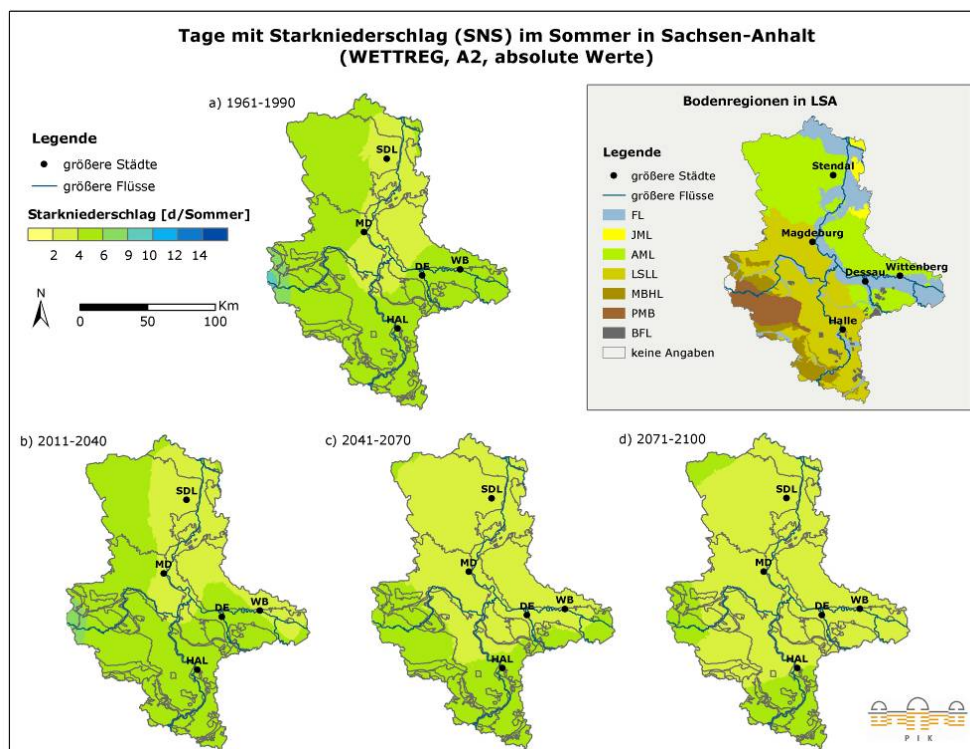 Tage mit Starkniederschlag (SNS) im Sommer in Sachsen-Anhalt
(WETTREG, A2, absolute Werte)
a) 1961-1990
Legende
größere Städte
größere Flüsse
Starkniederschlag [d/Sommer]
2 4 6 8 10 12 14
N
Km
0 50 100
SDL
MD
DE
WB
HAL
Bodenregionen in LSA
Legende
größere Städte
größere Flüsse
FL
JML
AML
LSLL
MBHL
PMB
BFL
keine Angaben
Stendal
Magdeburg
Dessau
Wittenberg
Halle
b) 2011-2040
SDL
MD
DE
WB
HAL
c) 2041-2070
SDL
MD
DE
WB
HAL
d) 2071-2100
SDL
MD
DE
WB
HAL
P I K